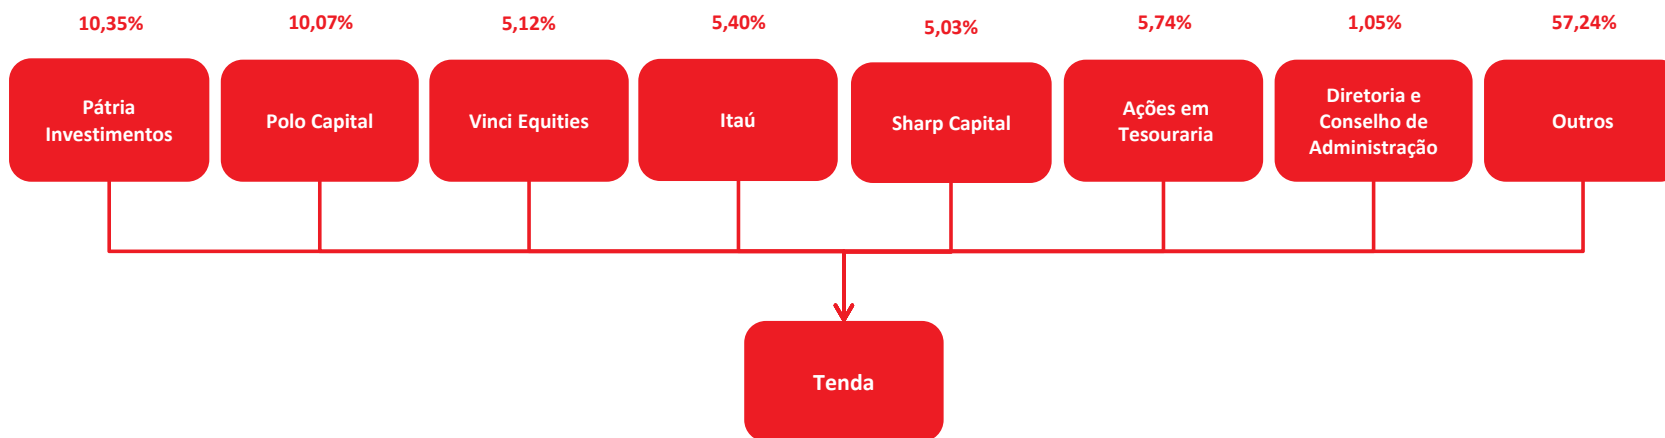 10,35%
10,07%
5,12%
5,40%
5,03%
5,74%
1,05%
57,24%
Pátria
Investimentos
Polo Capital
Vinci Equities
Itaú
Sharp Capital
Ações em
Tesouraria
Diretoria e
Conselho de
Administração
Outros
Tenda